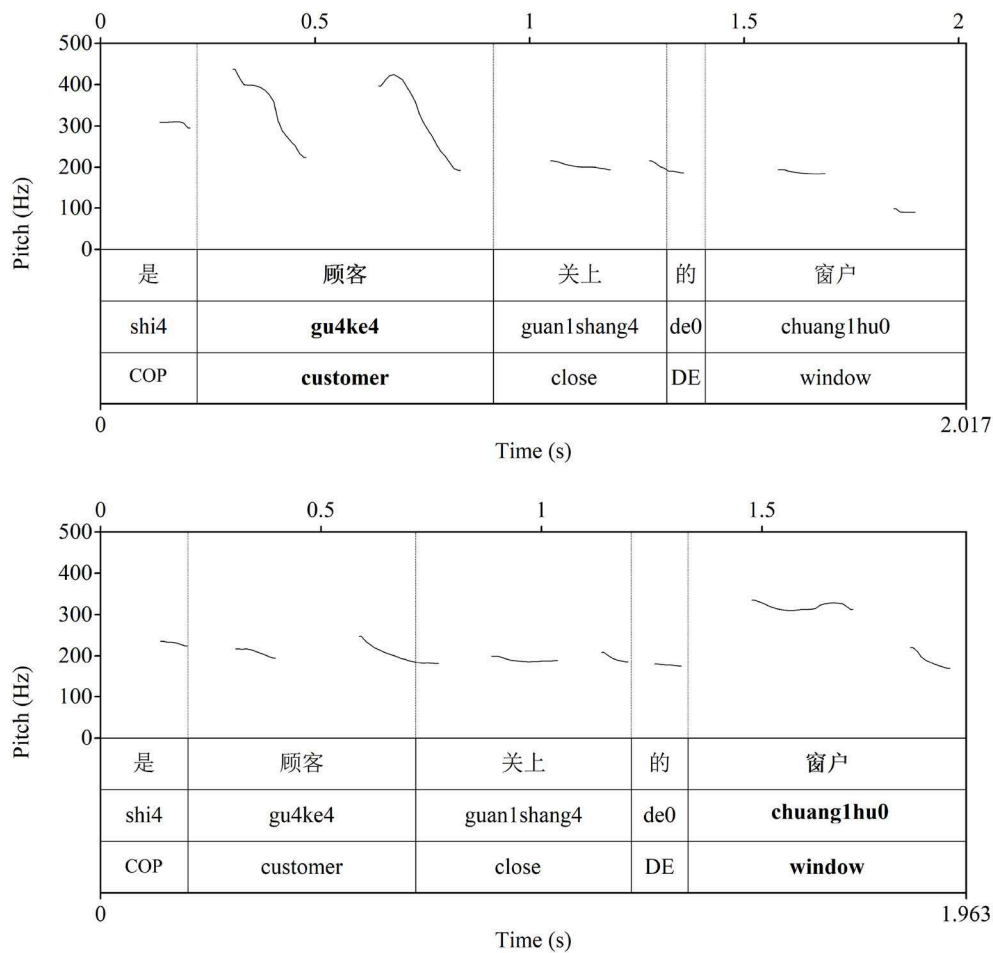 0 0.5 1 1.5 2
500
400
300
200
100
0
Pitch (Hz)
是 顾客 关上 的 窗户
shi4 gu4ke4 guan1shang4 de0 chuang1hu0
COP customer close DE window
0 2.017
Time (s)
0 0.5 1 1.5
500
400
300
200
100
0
Pitch (Hz)
是 顾客 关上 的 窗户
shi4 gu4ke4 guan1shang4 de0 chuang1hu0
COP customer close DE window
0 1.963
Time (s)